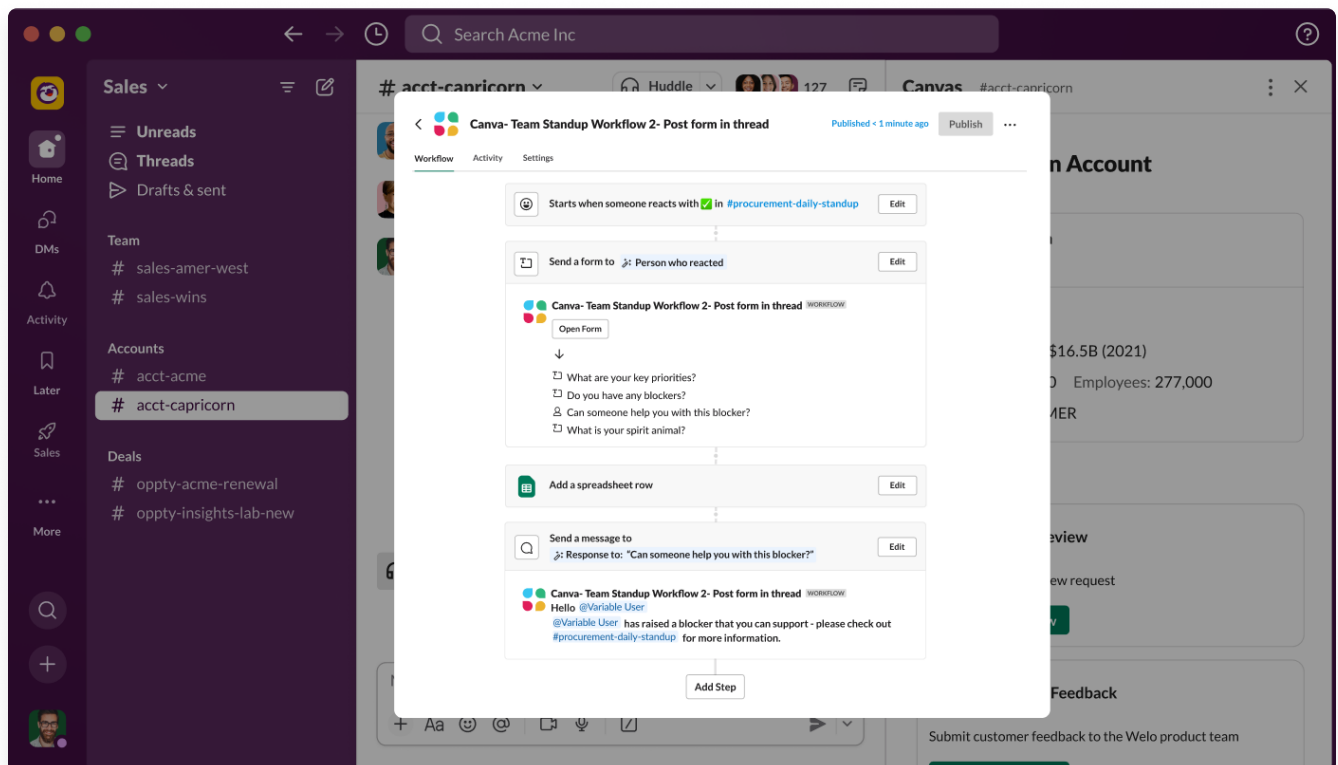 Search Acme Inc
Sales
Unreads
Threads
Drafts & sent
Team
# sales-amer-west
# sales-wins
Accounts
# acct-acme
# acct-capricorn
Deals
# oppty-acme-renewal
# oppty-insights-lab-new
Home
DMs
Activity
Later
Sales
More
# acct-capricorn
Huddle
127
Canvas #acct-capricorn
Canva- Team Standup Workflow 2- Post form in thread
Published < 1 minute ago
Publish
Workflow Activity Settings
Starts when someone reacts with ✅ in #procurement-daily-standup
Edit
Send a form to Person who reacted
Edit
Canva- Team Standup Workflow 2- Post form in thread WORKFLOW
Open Form
What are your key priorities?
Do you have any blockers?
Can someone help you with this blocker?
What is your spirit animal?
Add a spreadsheet row
Edit
Send a message to
Response to: "Can someone help you with this blocker?"
Edit
Canva- Team Standup Workflow 2- Post form in thread WORKFLOW
Hello @Variable User
@Variable User has raised a blocker that you can support - please check out
#procurement-daily-standup for more information.
Add Step
Aa
Account
$16.5B (2021)
Employees: 277,000
request
Feedback
Submit customer feedback to the Welo product team